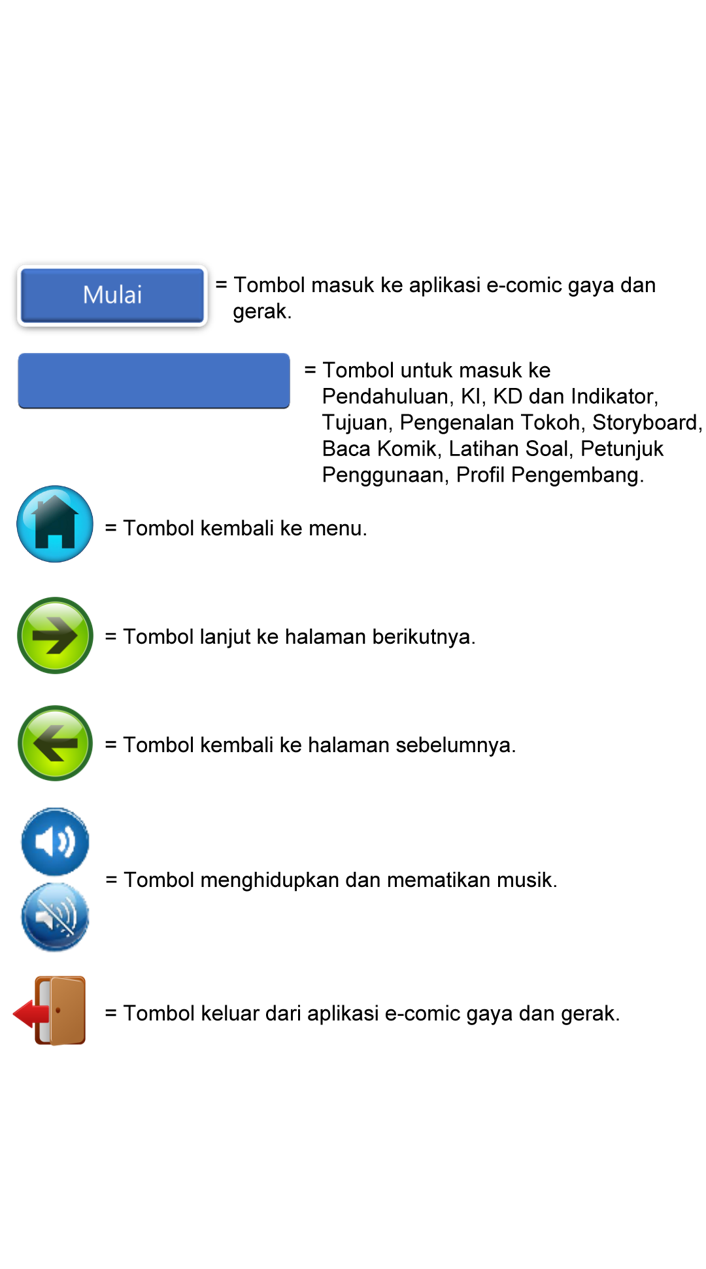 Mulai
= Tombol masuk ke aplikasi e-comic gaya dan
gerak.
= Tombol untuk masuk ke
Pendahuluan, KI, KD dan Indikator,
Tujuan, Pengenalan Tokoh, Storyboard,
Baca Komik, Latihan Soal, Petunjuk
Penggunaan, Profil Pengembang.
= Tombol kembali ke menu.
= Tombol lanjut ke halaman berikutnya.
= Tombol kembali ke halaman sebelumnya.
= Tombol menghidupkan dan mematikan musik.
= Tombol keluar dari aplikasi e-comic gaya dan gerak.